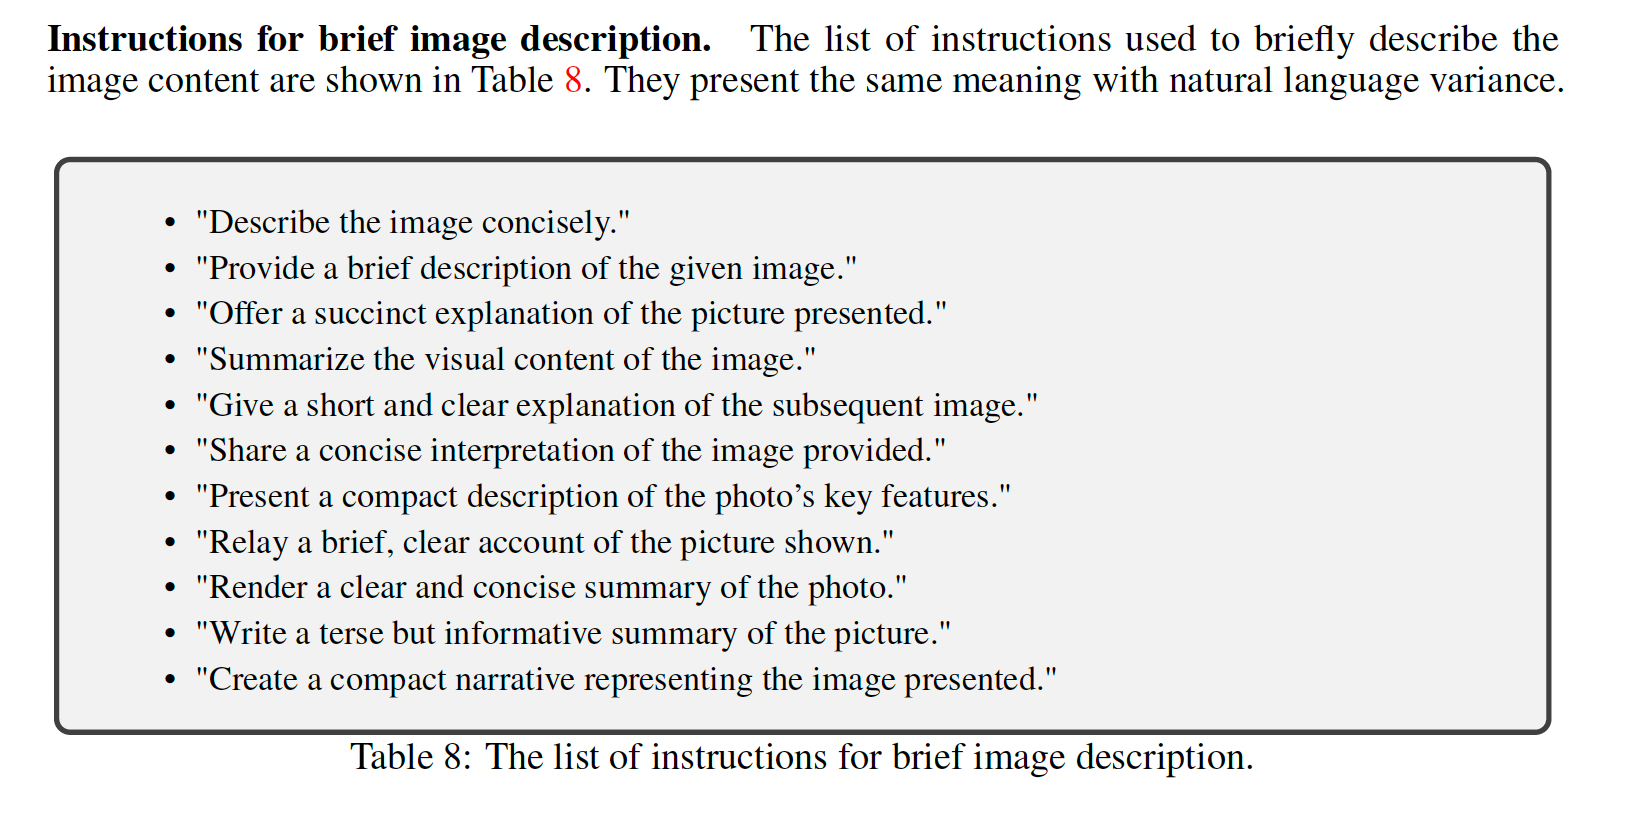 Instructions for brief image description. The list of instructions used to briefly describe the
image content are shown in Table 8. They present the same meaning with natural language variance.
• "Describe the image concisely."
• "Provide a brief description of the given image."
• "Offer a succinct explanation of the picture presented."
• "Summarize the visual content of the image."
• "Give a short and clear explanation of the subsequent image."
• "Share a concise interpretation of the image provided."
• "Present a compact description of the photo’s key features."
• "Relay a brief, clear account of the picture shown."
• "Render a clear and concise summary of the photo."
• "Write a terse but informative summary of the picture."
• "Create a compact narrative representing the image presented."
Table 8: The list of instructions for brief image description.